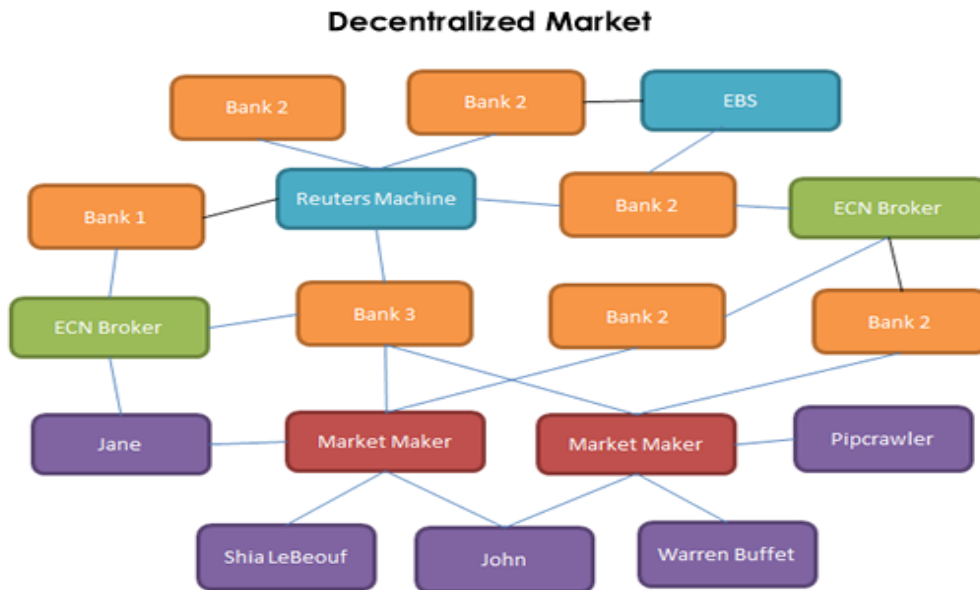 Decentralized Market
Bank 2
Bank 2
EBS
Bank 1
Reuters Machine
Bank 2
ECN Broker
ECN Broker
Bank 3
Bank 2
Bank 2
Jane
Market Maker
Market Maker
Pipcrawler
Shia LeBeouf
John
Warren Buffet